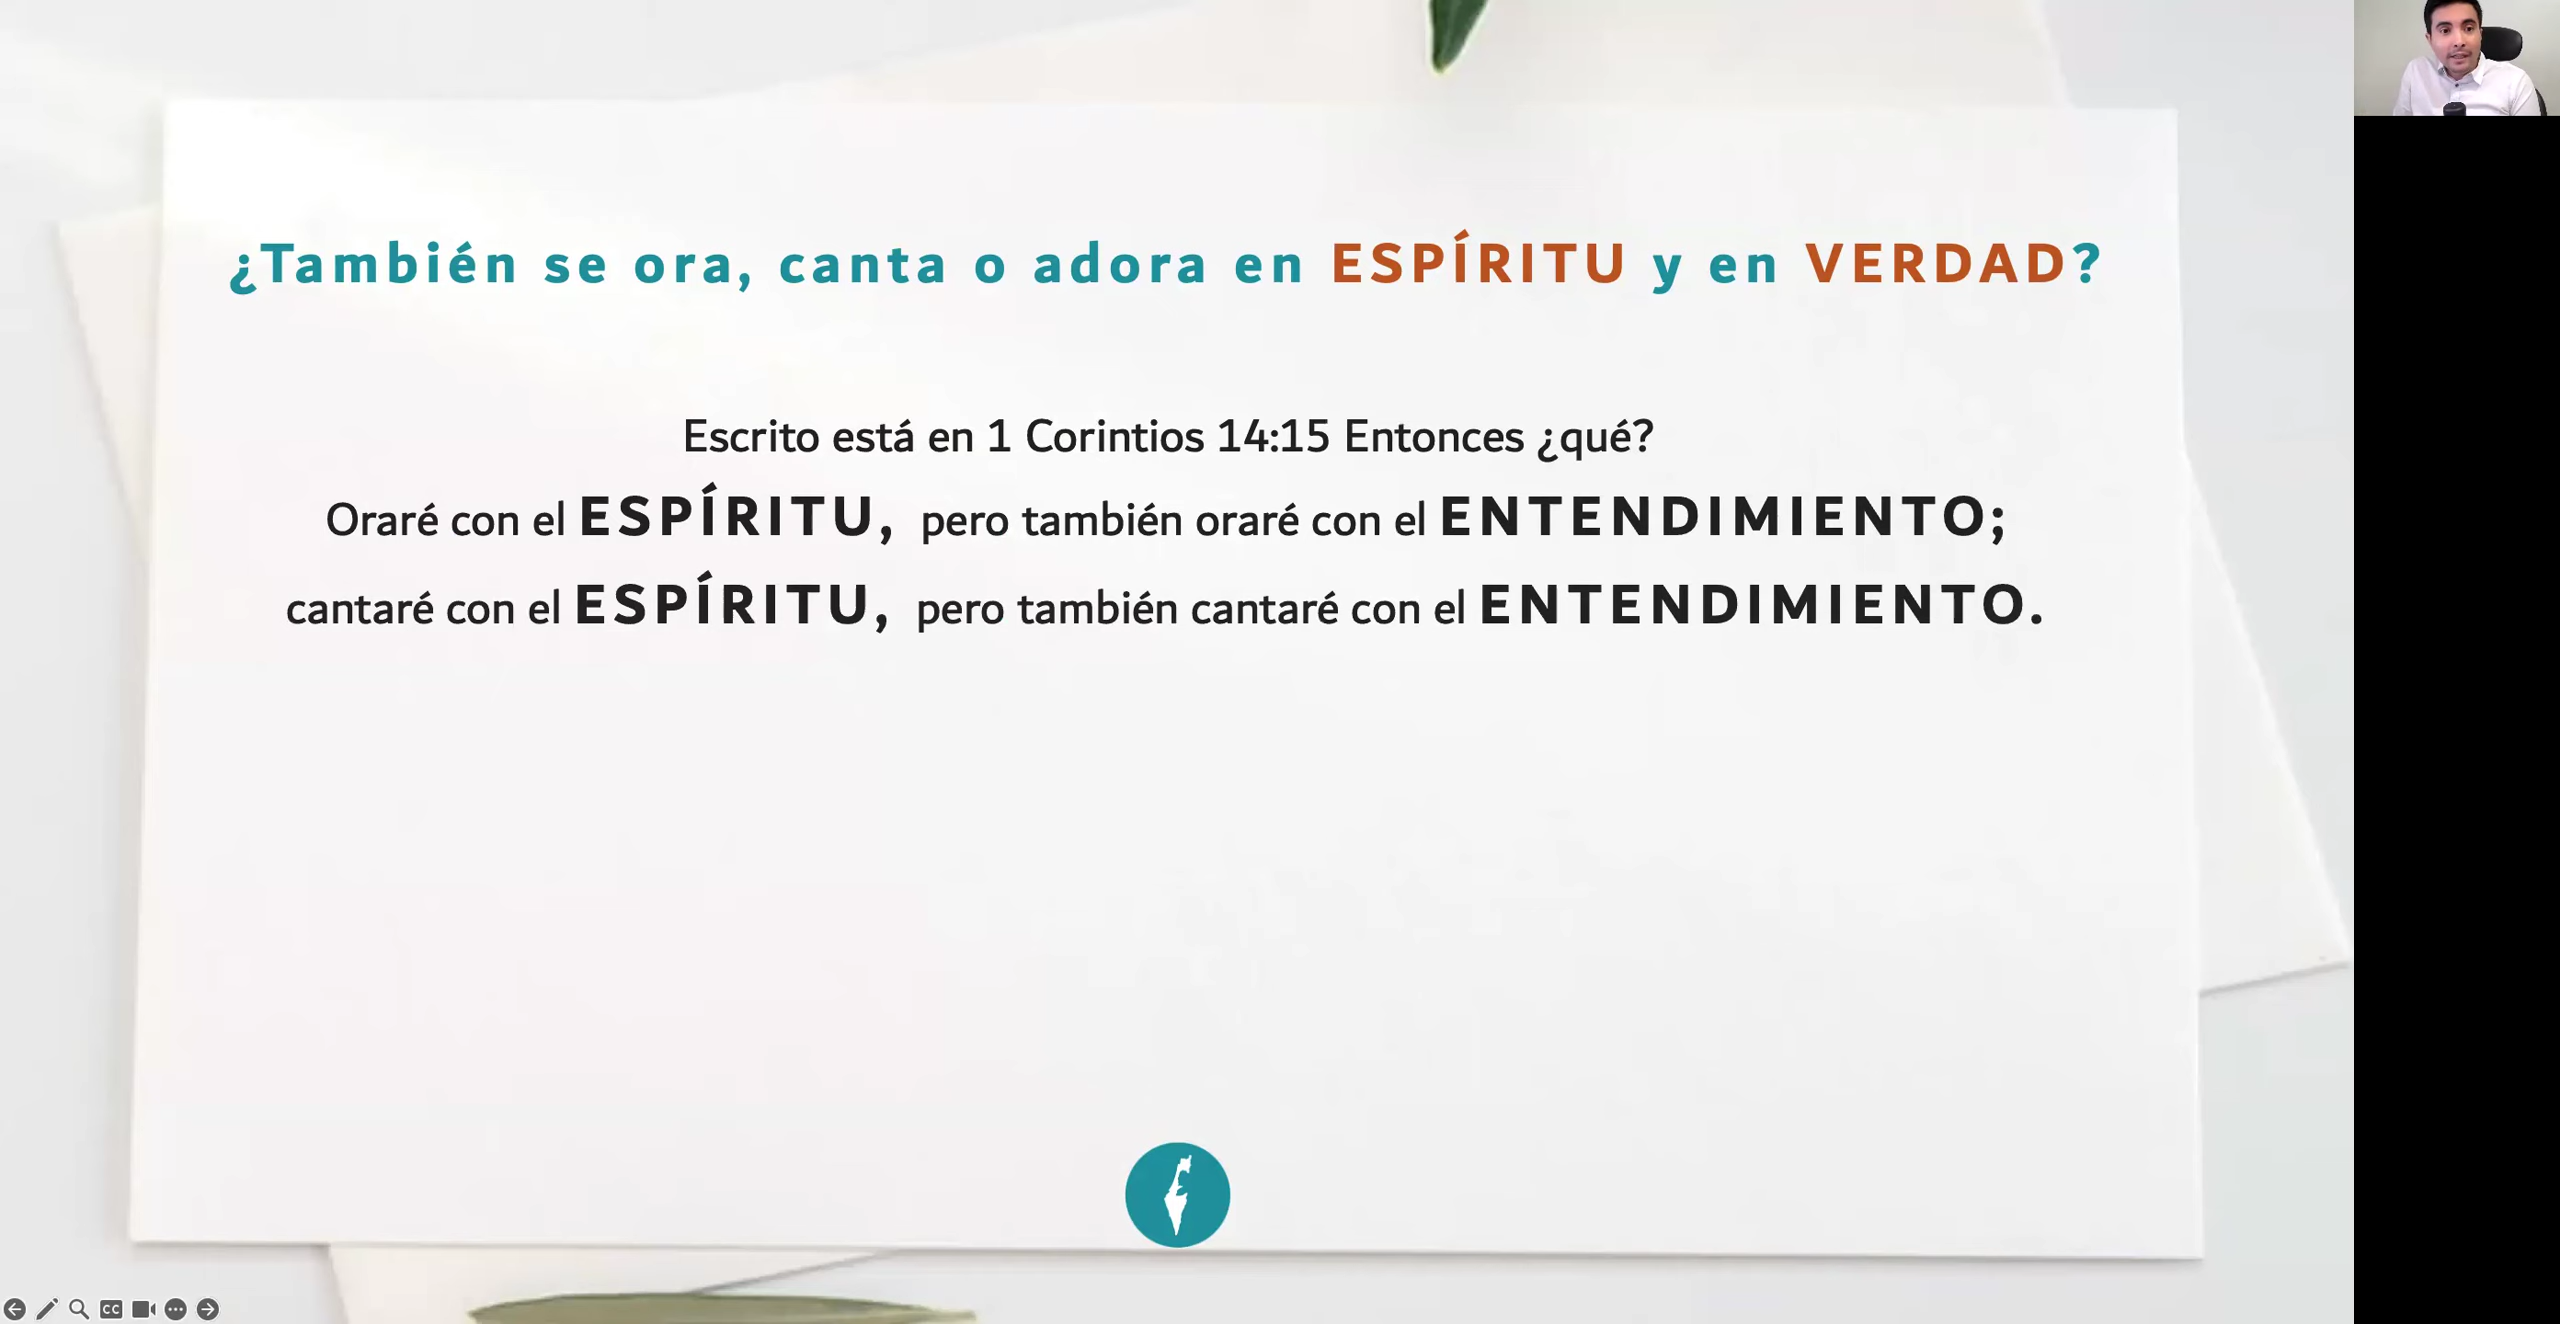 ¿También se ora, canta o adora en ESPÍRITU y en VERDAD?
Escrito está en 1 Corintios 14:15 Entonces ¿qué?
Oraré con el ESPÍRITU, pero también oraré con el ENTENDIMIENTO;
cantaré con el ESPÍRITU, pero también cantaré con el ENTENDIMIENTO.
CC